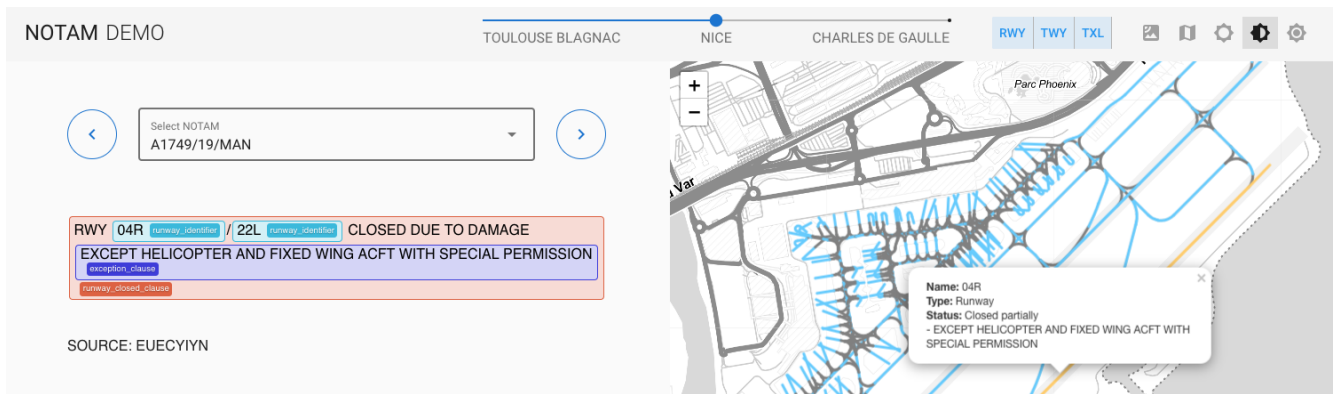 NOTAM DEMO
TOULOUSE BLAGNAC
NICE
CHARLES DE GAULLE
RWY
TWY
TXL
Select NOTAM
A1749/19/MAN
RWY 04R runway_identifier / 22L runway_identifier CLOSED DUE TO DAMAGE
EXCEPT HELICOPTER AND FIXED WING ACFT WITH SPECIAL PERMISSION
exception_clause
runway_closed_clause
SOURCE: EUECYIYN
+
−
Parc Phoenix
Var
Name: 04R
Type: Runway
Status: Closed partially
- EXCEPT HELICOPTER AND FIXED WING ACFT WITH
SPECIAL PERMISSION